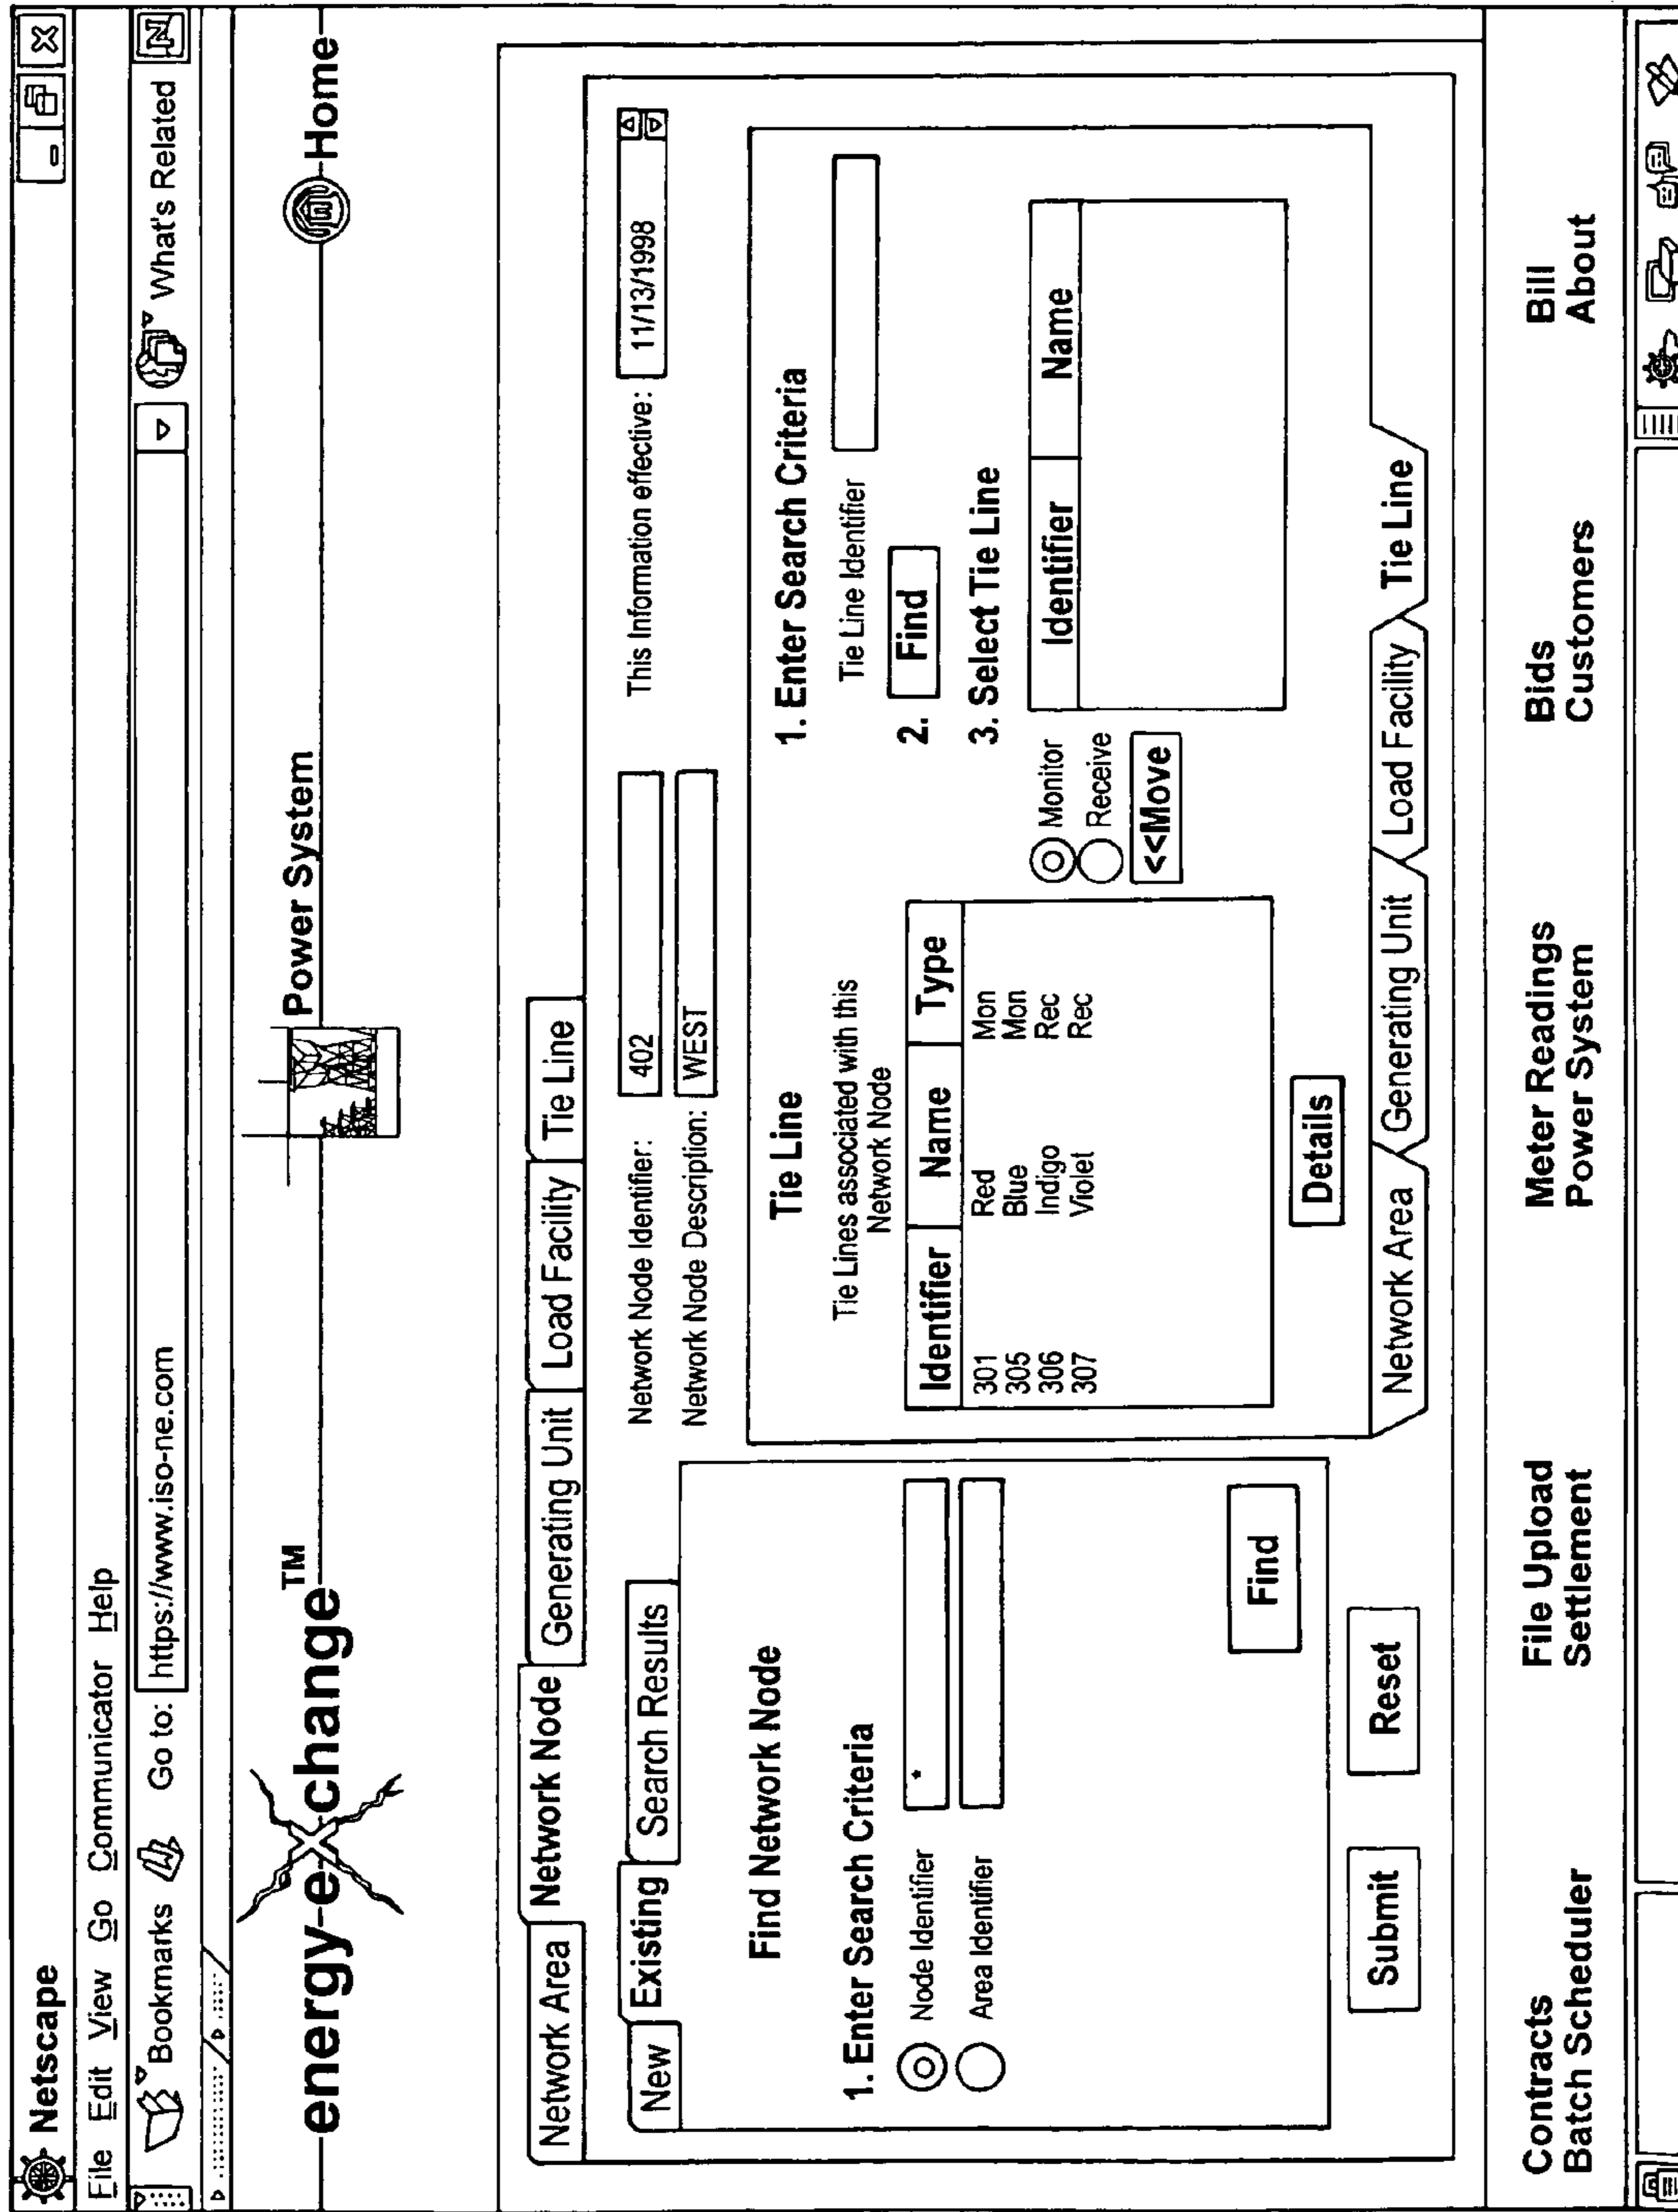 Netscape
File Edit View Go Communicator Help
Bookmarks Go to: https://www.iso-ne.com What's Related N
energy-eXchange™ Power System Home
Network Area Network Node Generating Unit Load Facility Tie Line
New Existing Search Results
Find Network Node
1. Enter Search Criteria
Node Identifier *
Area Identifier
Find
Submit Reset
Network Node Identifier: 402 This Information effective: 11/13/1998
Network Node Description: WEST
Tie Line
Tie Lines associated with this
Network Node
Identifier Name Type
301 Red Mon
305 Blue Mon
306 Indigo Rec
307 Violet Rec
Details
Monitor
Receive
<<Move
1. Enter Search Criteria
Tie Line Identifier
2. Find
3. Select Tie Line
Identifier Name
Network Area Generating Unit Load Facility Tie Line
Contracts File Upload Meter Readings Bids Bill
Batch Scheduler Settlement Power System Customers About